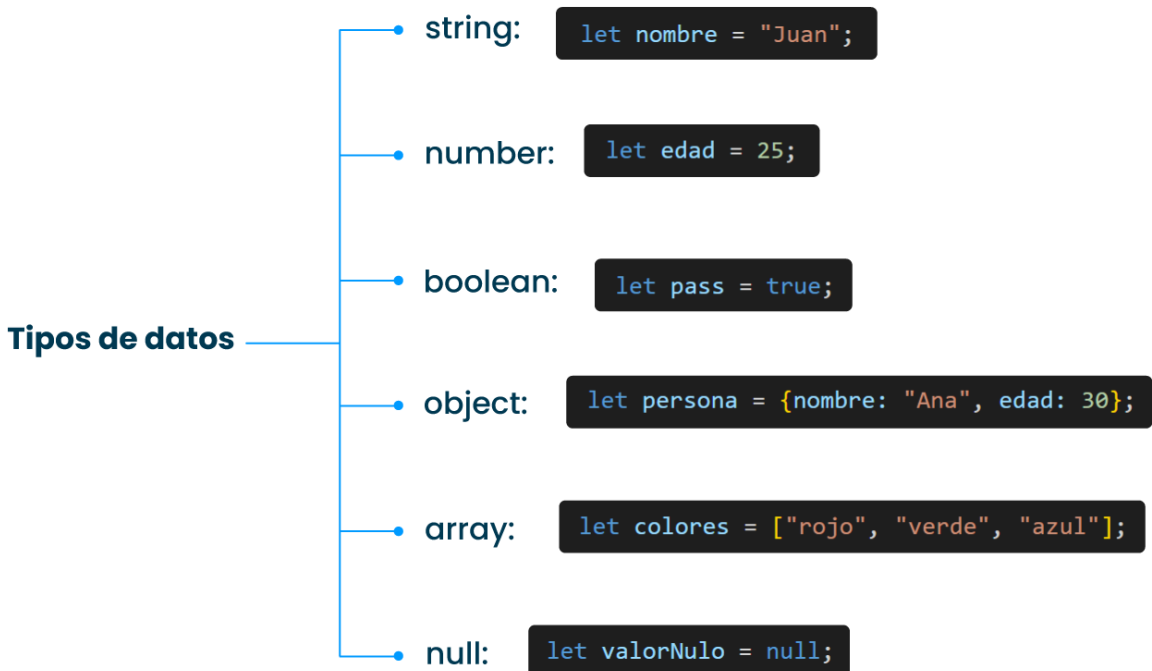 string: let nombre = "Juan";
number: let edad = 25;
boolean: let pass = true;
Tipos de datos
object: let persona = {nombre: "Ana", edad: 30};
array: let colores = ["rojo", "verde", "azul"];
null: let valorNulo = null;